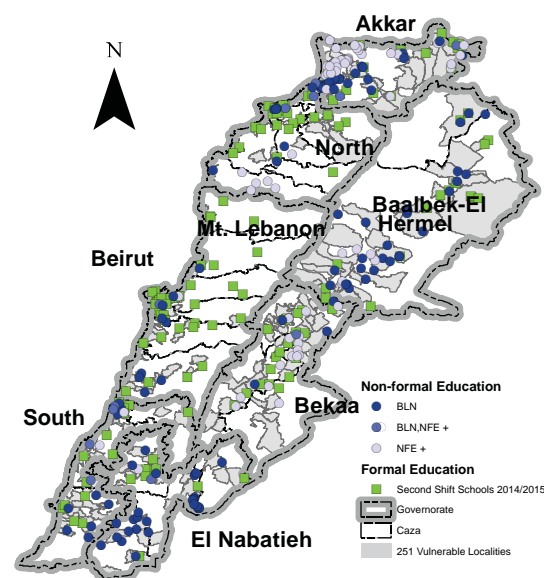 Akkar
N
North
Baalbek-El
Hermel
Mt. Lebanon
Beirut
South
Bekaa
El Nabatieh
Non-formal Education
BLN
BLN,NFE +
NFE +
Formal Education
Second Shift Schools 2014/2015
Governorate
Caza
251 Vulnerable Localities